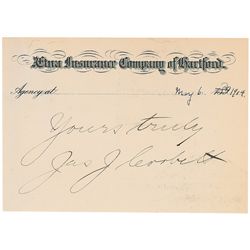 Ætna Insurance Company of Hartford.
Agency at May 6. 1904.
Yours truly
Jas J Corbett